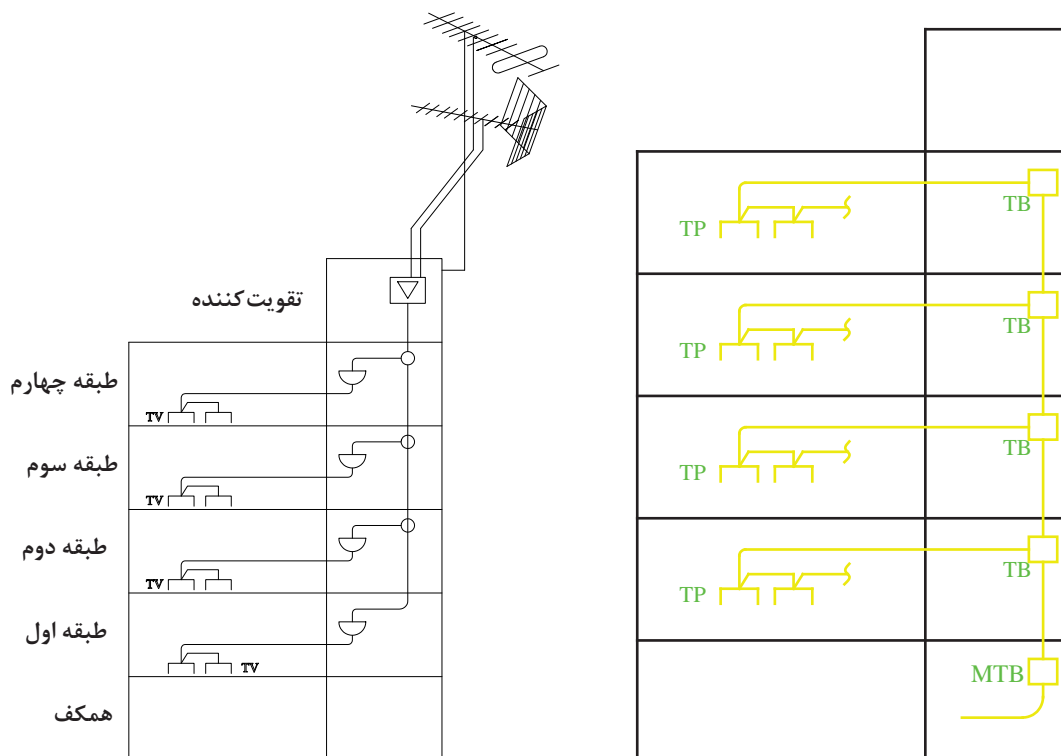 تقویت‌کننده
طبقه چهارم
TV
طبقه سوم
TV
طبقه دوم
TV
طبقه اول
TV
همکف
TP
TB
TP
TB
TP
TB
TP
TB
MTB